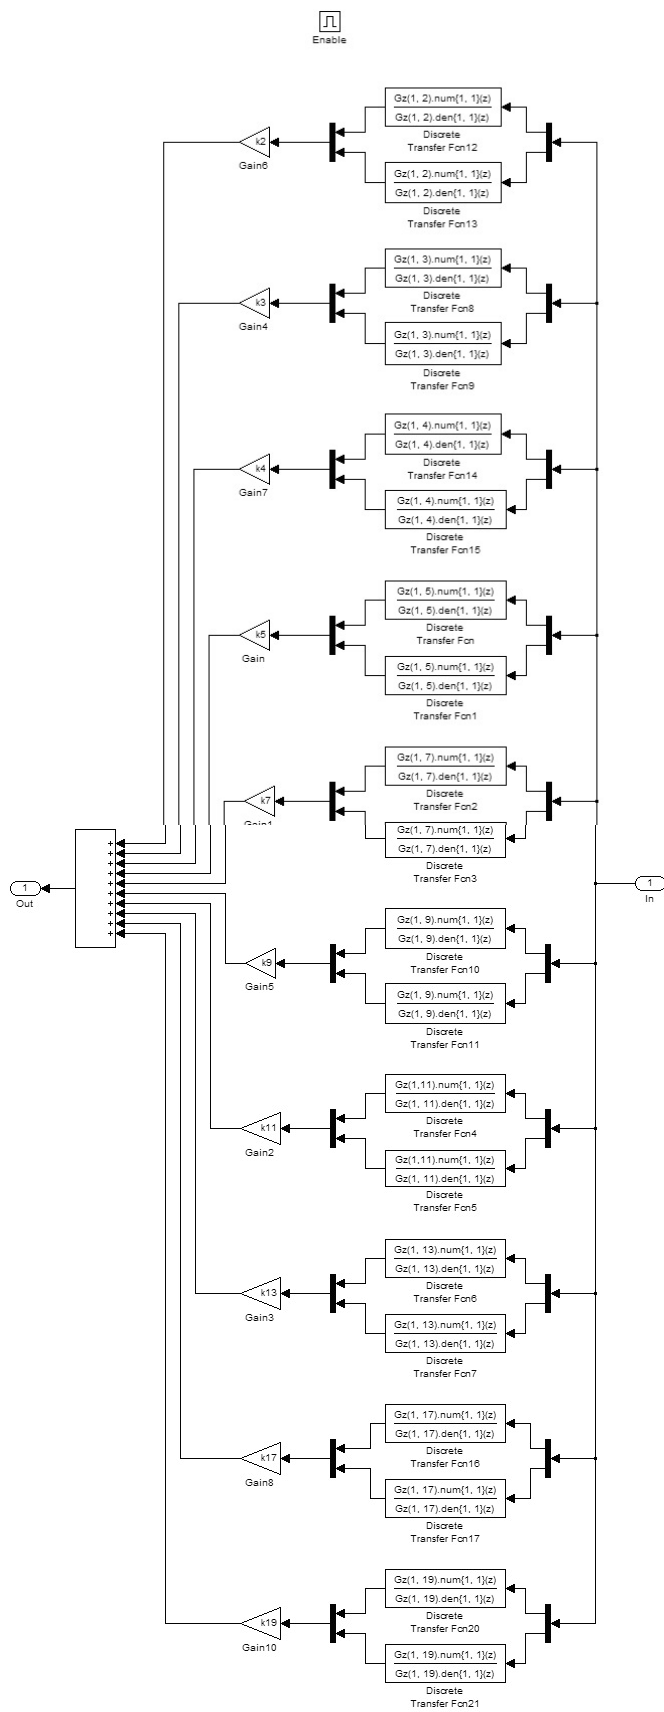 Enable
Gz(1, 2).num{1, 1}(z)
Gz(1, 2).den{1, 1}(z)
Discrete
Transfer Fcn12
k2
Gain6
Gz(1, 2).num{1, 1}(z)
Gz(1, 2).den{1, 1}(z)
Discrete
Transfer Fcn13
Gz(1, 3).num{1, 1}(z)
Gz(1, 3).den{1, 1}(z)
Discrete
Transfer Fcn8
k3
Gain4
Gz(1, 3).num{1, 1}(z)
Gz(1, 3).den{1, 1}(z)
Discrete
Transfer Fcn9
Gz(1, 4).num{1, 1}(z)
Gz(1, 4).den{1, 1}(z)
Discrete
Transfer Fcn14
k4
Gain7
Gz(1, 4).num{1, 1}(z)
Gz(1, 4).den{1, 1}(z)
Discrete
Transfer Fcn15
Gz(1, 5).num{1, 1}(z)
Gz(1, 5).den{1, 1}(z)
Discrete
Transfer Fcn
k5
Gain
Gz(1, 5).num{1, 1}(z)
Gz(1, 5).den{1, 1}(z)
Discrete
Transfer Fcn1
Gz(1, 7).num{1, 1}(z)
Gz(1, 7).den{1, 1}(z)
Discrete
Transfer Fcn2
k7
Gain1
Gz(1, 7).num{1, 1}(z)
Gz(1, 7).den{1, 1}(z)
Discrete
Transfer Fcn3
+
+
+
+
+
+
+
+
+
+
1
Out
1
In
Gz(1, 9).num{1, 1}(z)
Gz(1, 9).den{1, 1}(z)
Discrete
Transfer Fcn10
k9
Gain5
Gz(1, 9).num{1, 1}(z)
Gz(1, 9).den{1, 1}(z)
Discrete
Transfer Fcn11
Gz(1,11).num{1, 1}(z)
Gz(1, 11).den{1, 1}(z)
Discrete
Transfer Fcn4
k11
Gain2
Gz(1,11).num{1, 1}(z)
Gz(1, 11).den{1, 1}(z)
Discrete
Transfer Fcn5
Gz(1, 13).num{1, 1}(z)
Gz(1, 13).den{1, 1}(z)
Discrete
Transfer Fcn6
k13
Gain3
Gz(1, 13).num{1, 1}(z)
Gz(1, 13).den{1, 1}(z)
Discrete
Transfer Fcn7
Gz(1, 17).num{1, 1}(z)
Gz(1, 17).den{1, 1}(z)
Discrete
Transfer Fcn16
k17
Gain8
Gz(1, 17).num{1, 1}(z)
Gz(1, 17).den{1, 1}(z)
Discrete
Transfer Fcn17
Gz(1, 19).num{1, 1}(z)
Gz(1, 19).den{1, 1}(z)
Discrete
Transfer Fcn20
k19
Gain10
Gz(1, 19).num{1, 1}(z)
Gz(1, 19).den{1, 1}(z)
Discrete
Transfer Fcn21